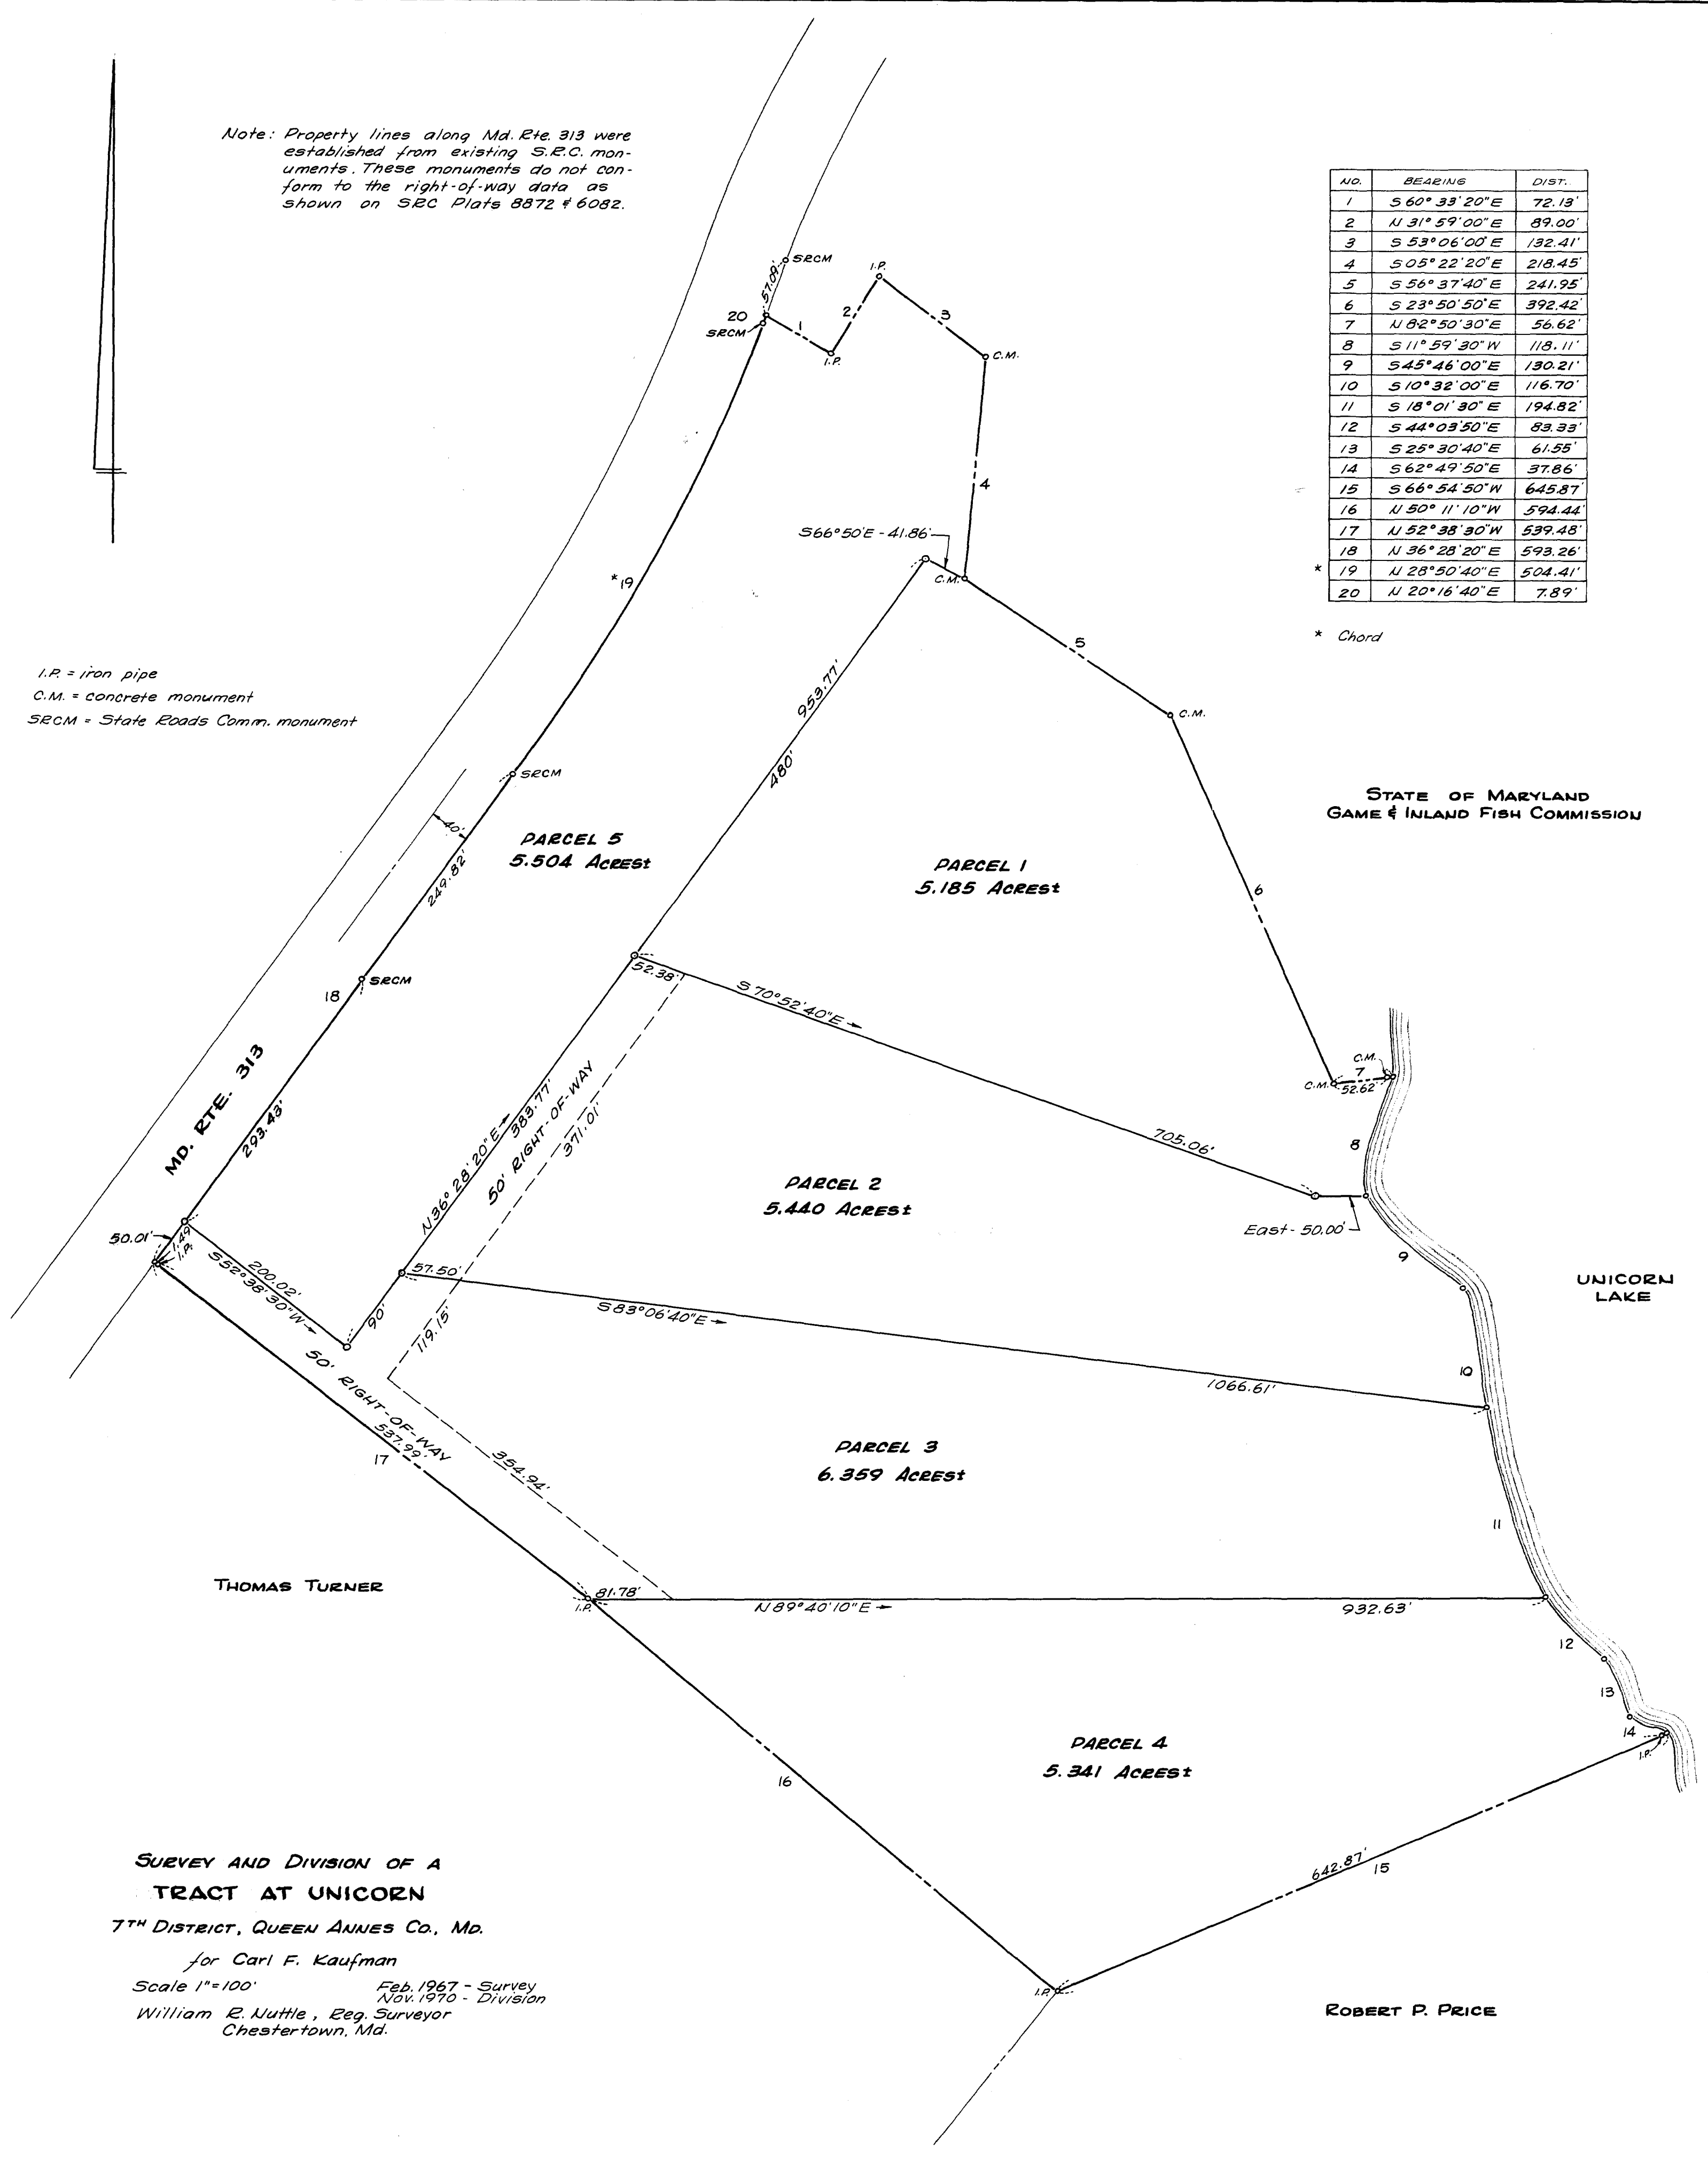 Note: Property lines along Md. Rte. 313 were
established from existing S.R.C. mon-
uments. These monuments do not con-
form to the right-of-way data as
shown on SRC Plats 8872 & 6082.
NO. BEARING DIST.
1 S 60° 33' 20" E 72.13'
2 N 31° 59' 00" E 89.00'
3 S 53° 06' 00" E 132.41'
4 S 05° 22' 20" E 218.45'
5 S 56° 37' 40" E 241.95'
6 S 23° 50' 50" E 392.42'
7 N 82° 50' 30" E 56.62'
8 S 11° 59' 30" W 118.11'
9 S 45° 46' 00" E 130.21'
10 S 10° 32' 00" E 116.70'
11 S 18° 01' 30" E 194.82'
12 S 44° 03' 50" E 83.33'
13 S 25° 30' 40" E 61.55'
14 S 62° 49' 50" E 37.86'
15 S 66° 54' 50" W 645.87'
16 N 50° 11' 10" W 594.44'
17 N 52° 38' 30" W 539.48'
18 N 36° 28' 20" E 593.26'
* 19 N 28° 50' 40" E 504.41'
20 N 20° 16' 40" E 7.89'
* Chord
SRCM
57.09'
20
SRCM
1
I.P.
2
I.P.
3
C.M.
4
S66°50'E - 41.86'
C.M.
5
C.M.
*19
I.P. = iron pipe
C.M. = concrete monument
SRCM = State Roads Comm. monument
953.77'
480'
SRCM
40'
249.82'
PARCEL 5
5.504 ACRES±
PARCEL 1
5.185 ACRES±
STATE OF MARYLAND
GAME & INLAND FISH COMMISSION
6
SRCM
18
52.38'
S 70° 52' 40" E
705.06'
C.M.
7
C.M.
52.62'
8
MD. RTE. 313
293.43'
N 36° 28' 20" E
383.77'
50' RIGHT-OF-WAY
371.01'
PARCEL 2
5.440 ACRES±
East - 50.00'
9
50.01'
1.49
I.P.
200.02'
S 52° 38' 30" W
90'
57.50'
119.15'
S 83° 06' 40" E
1066.61'
10
UNICORN
LAKE
50' RIGHT-OF-WAY
537.99'
17
354.94'
PARCEL 3
6.359 ACRES±
11
THOMAS TURNER
I.P.
81.78'
N 89° 40' 10" E
932.63'
12
13
14
I.P.
16
PARCEL 4
5.341 ACRES±
642.87'
15
I.P.
ROBERT P. PRICE
SURVEY AND DIVISION OF A
TRACT AT UNICORN
7TH DISTRICT, QUEEN ANNES CO., MD.
for Carl F. Kaufman
Scale 1"=100' Feb. 1967 - Survey
Nov. 1970 - Division
William R. Nuttle, Reg. Surveyor
Chestertown, Md.